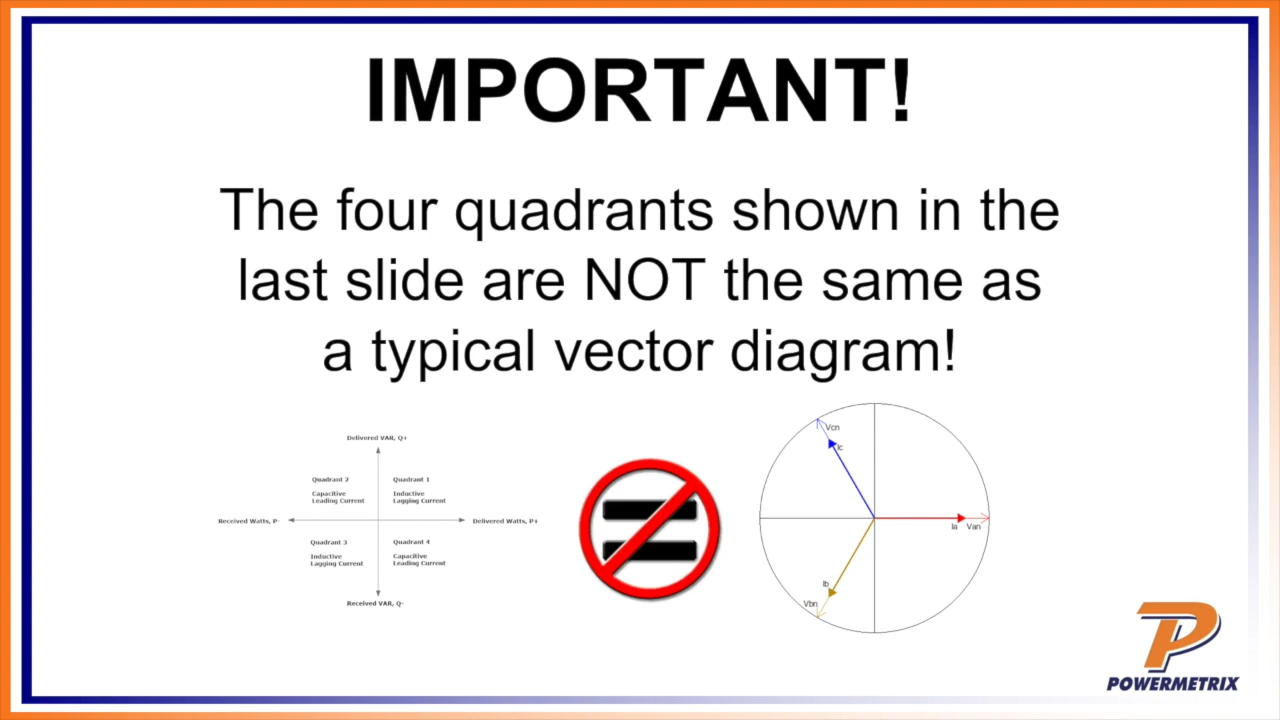 IMPORTANT!
The four quadrants shown in the
last slide are NOT the same as
a typical vector diagram!
Delivered VAR, Q+
Quadrant 2
Capacitive
Leading Current
Quadrant 1
Inductive
Lagging Current
Received Watts, P-
Delivered Watts, P+
Quadrant 3
Inductive
Lagging Current
Quadrant 4
Capacitive
Leading Current
Received VAR, Q-
Vcn
Ic
Ia
Van
Ib
Vbn
POWERMETRIX